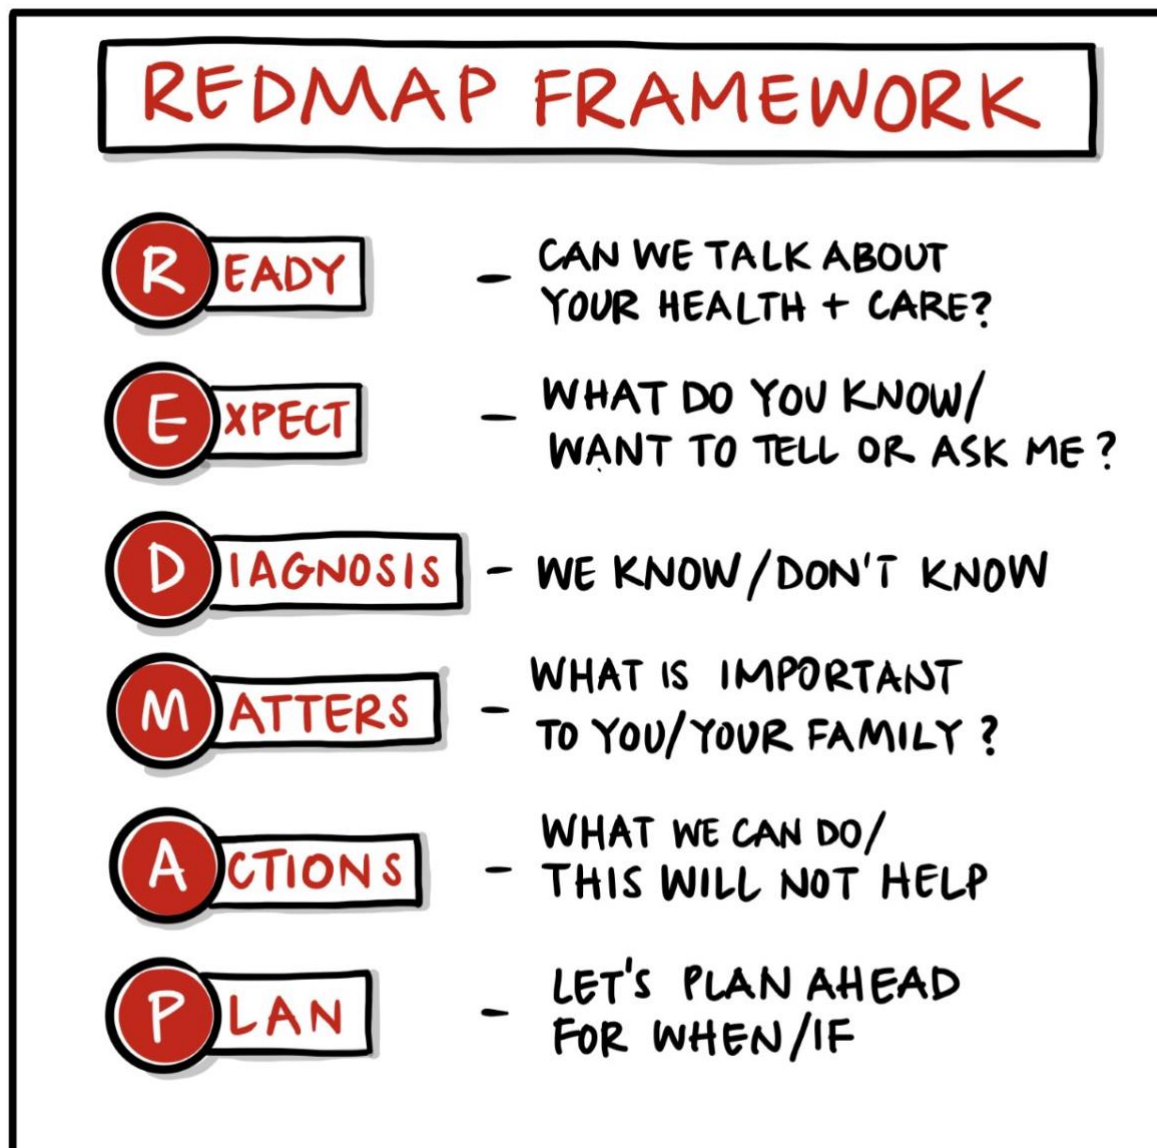 REDMAP FRAMEWORK
READY - CAN WE TALK ABOUT
YOUR HEALTH + CARE?
EXPECT - WHAT DO YOU KNOW/
WANT TO TELL OR ASK ME?
DIAGNOSIS - WE KNOW/DON'T KNOW
MATTERS - WHAT IS IMPORTANT
TO YOU/YOUR FAMILY?
ACTIONS - WHAT WE CAN DO/
THIS WILL NOT HELP
PLAN - LET'S PLAN AHEAD
FOR WHEN/IF